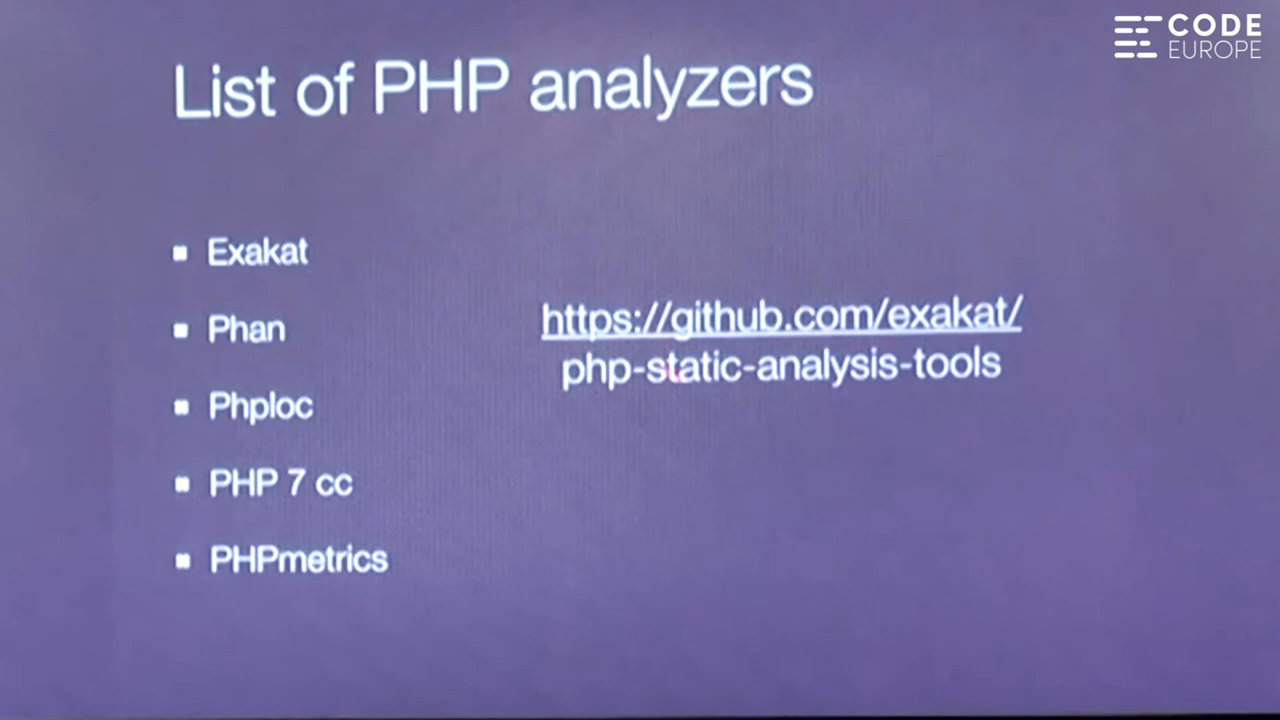 CODE
EUROPE
List of PHP analyzers
Exakat
Phan
Phploc
PHP 7 cc
PHPmetrics
https://github.com/exakat/
php-static-analysis-tools